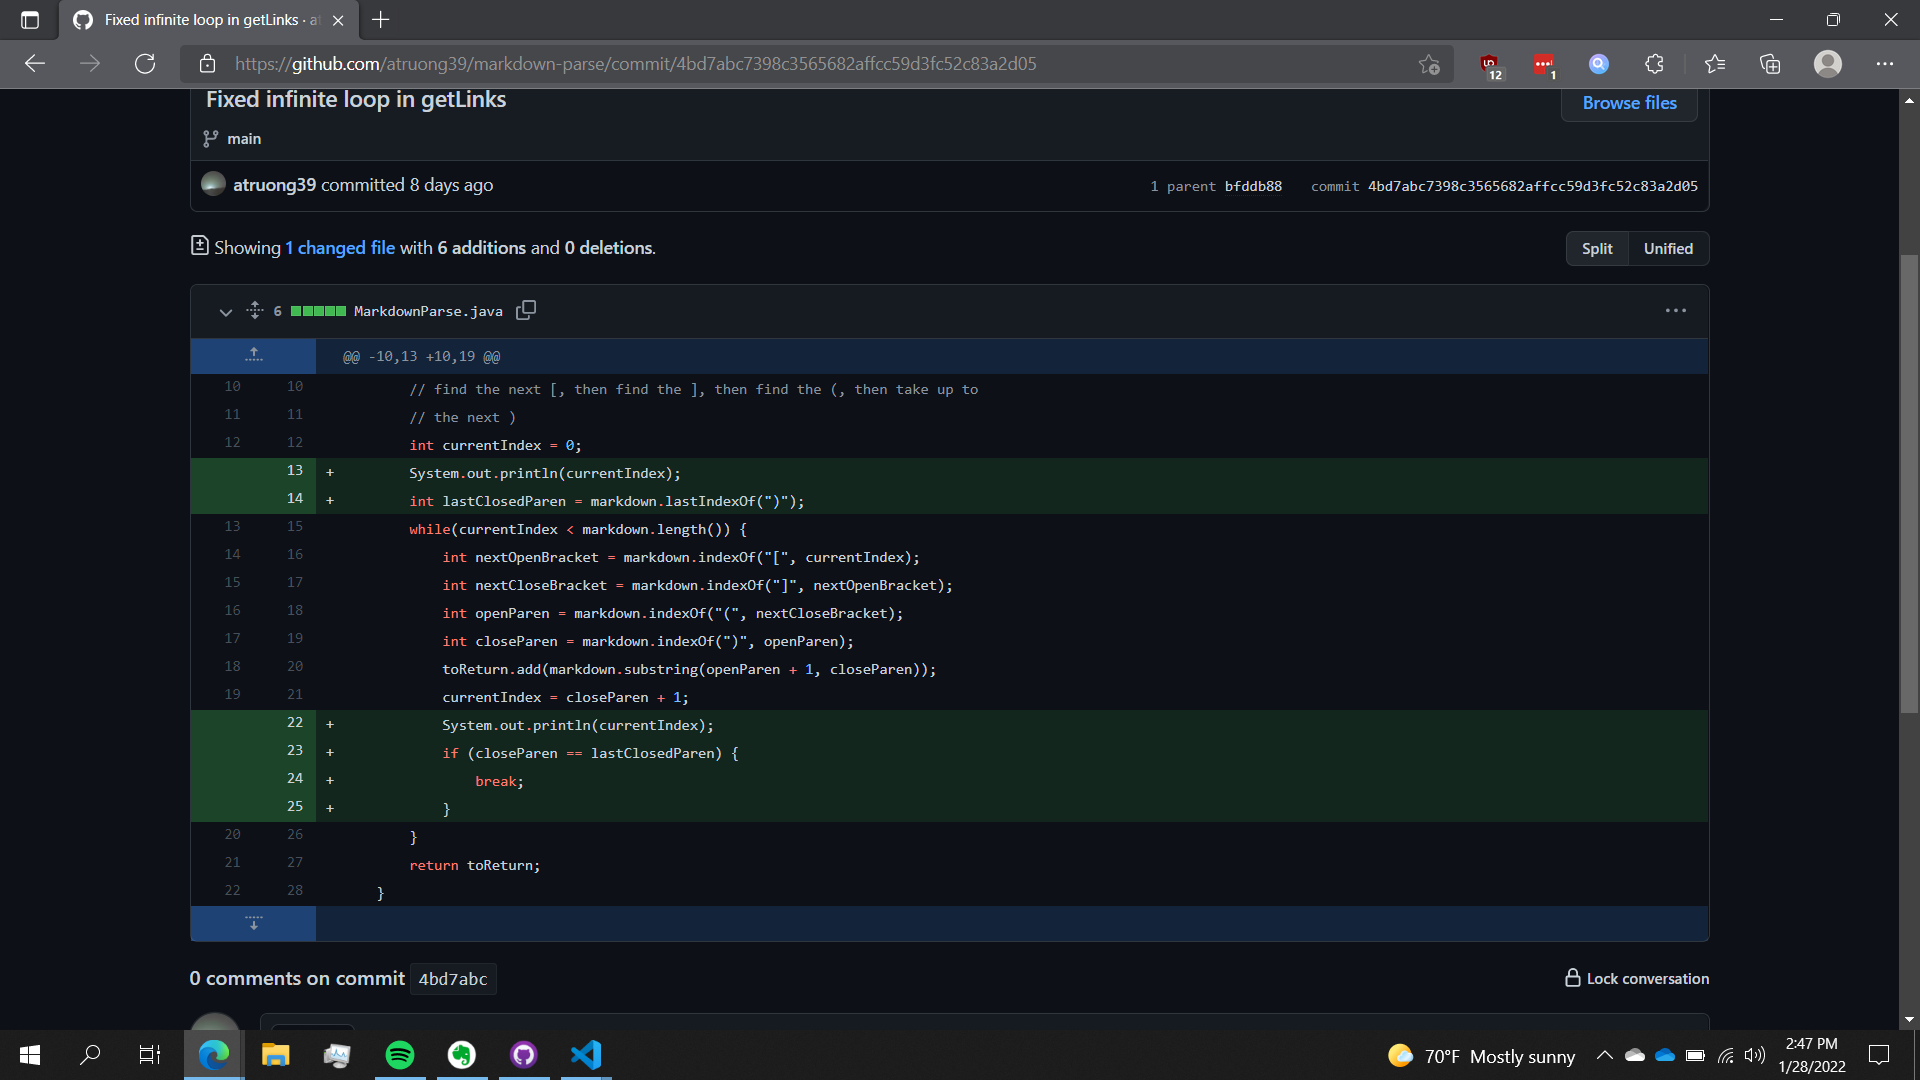 Fixed infinite loop in getLinks · at
https://github.com/atruong39/markdown-parse/commit/4bd7abc7398c3565682affcc59d3fc52c83a2d05
12
1
Fixed infinite loop in getLinks
Browse files
main
atruong39 committed 8 days ago
1 parent bfddb88 commit 4bd7abc7398c3565682affcc59d3fc52c83a2d05
Showing 1 changed file with 6 additions and 0 deletions.
Split Unified
6 MarkdownParse.java
@@ -10,13 +10,19 @@
10 10 // find the next [, then find the ], then find the (, then take up to
11 11 // the next )
12 12 int currentIndex = 0;
13 + System.out.println(currentIndex);
14 + int lastClosedParen = markdown.lastIndexOf(")");
13 15 while(currentIndex < markdown.length()) {
14 16 int nextOpenBracket = markdown.indexOf("[", currentIndex);
15 17 int nextCloseBracket = markdown.indexOf("]", nextOpenBracket);
16 18 int openParen = markdown.indexOf("(", nextCloseBracket);
17 19 int closeParen = markdown.indexOf(")", openParen);
18 20 toReturn.add(markdown.substring(openParen + 1, closeParen));
19 21 currentIndex = closeParen + 1;
22 + System.out.println(currentIndex);
23 + if (closeParen == lastClosedParen) {
24 + break;
25 + }
20 26 }
21 27 return toReturn;
22 28 }
0 comments on commit 4bd7abc
Lock conversation
70°F Mostly sunny
2:47 PM
1/28/2022